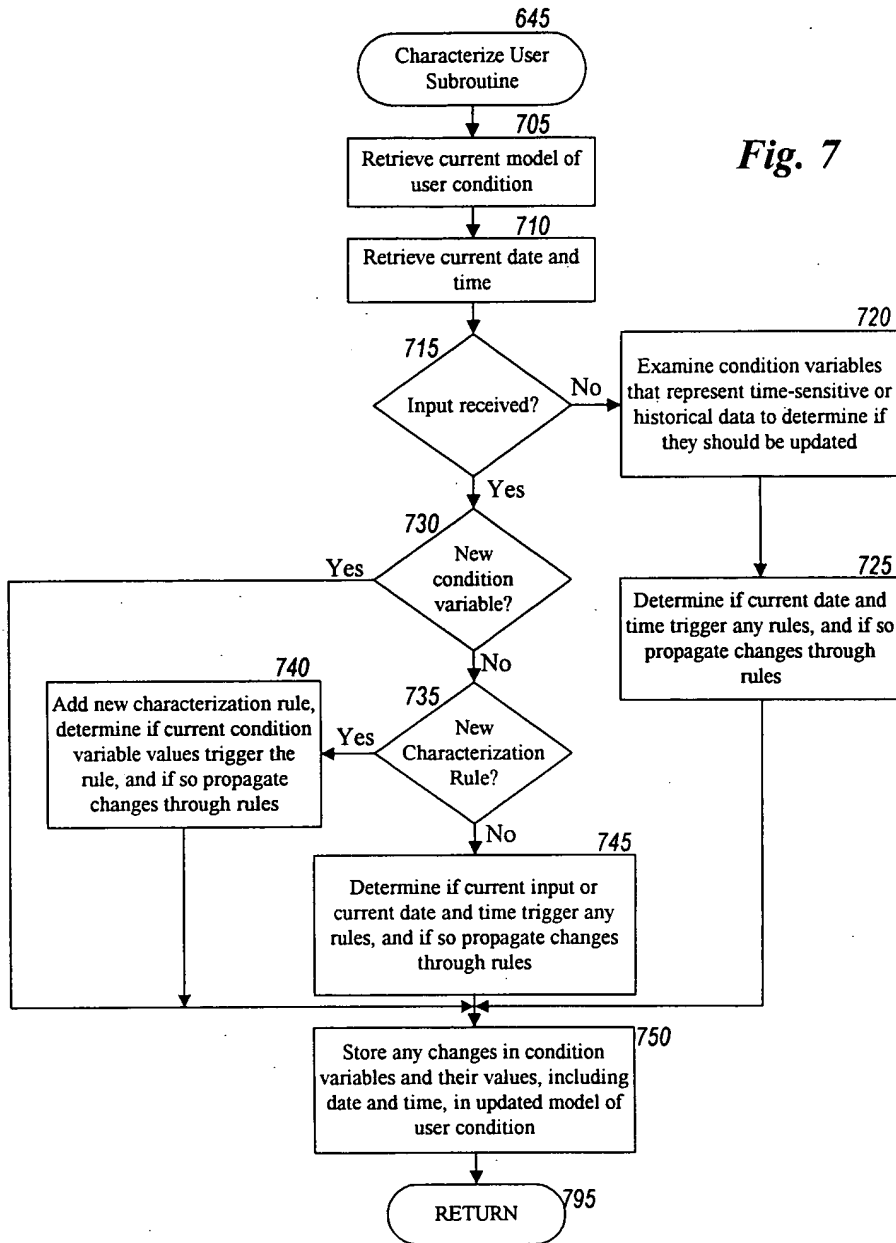 645
Characterize User
Subroutine
705
Retrieve current model of
user condition
Fig. 7
710
Retrieve current date and
time
715
Input received?
No
720
Examine condition variables
that represent time-sensitive or
historical data to determine if
they should be updated
Yes
730
New
condition
variable?
Yes
725
Determine if current date and
time trigger any rules, and if so
propagate changes through
rules
No
735
New
Characterization
Rule?
Yes
740
Add new characterization rule,
determine if current condition
variable values trigger the
rule, and if so propagate
changes through rules
No
745
Determine if current input or
current date and time trigger any
rules, and if so propagate changes
through rules
750
Store any changes in condition
variables and their values, including
date and time, in updated model of
user condition
RETURN
795